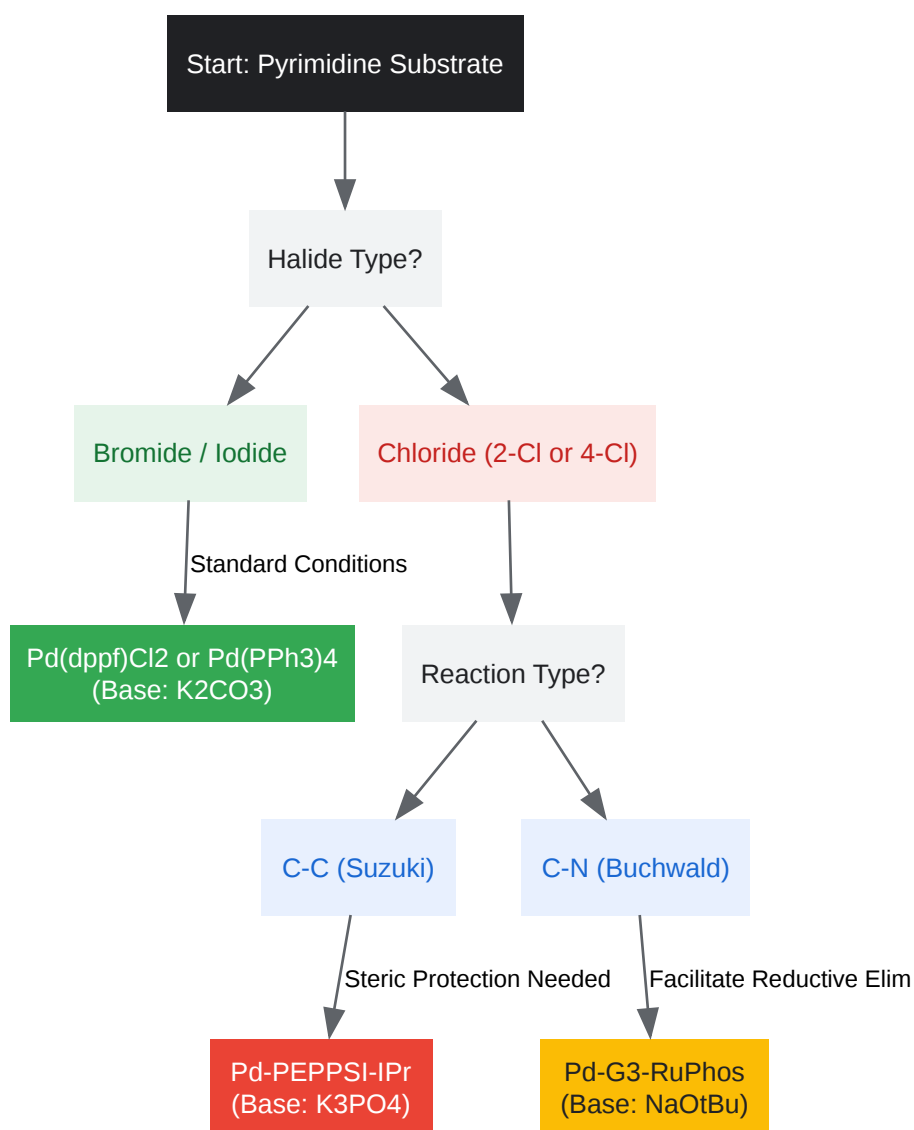 Start: Pyrimidine Substrate
Halide Type?
Bromide / Iodide
Chloride (2-Cl or 4-Cl)
Standard Conditions
Pd(dppf)Cl2 or Pd(PPh3)4
(Base: K2CO3)
Reaction Type?
C-C (Suzuki)
C-N (Buchwald)
Steric Protection Needed
Facilitate Reductive Elim
Pd-PEPPSI-IPr
(Base: K3PO4)
Pd-G3-RuPhos
(Base: NaOtBu)